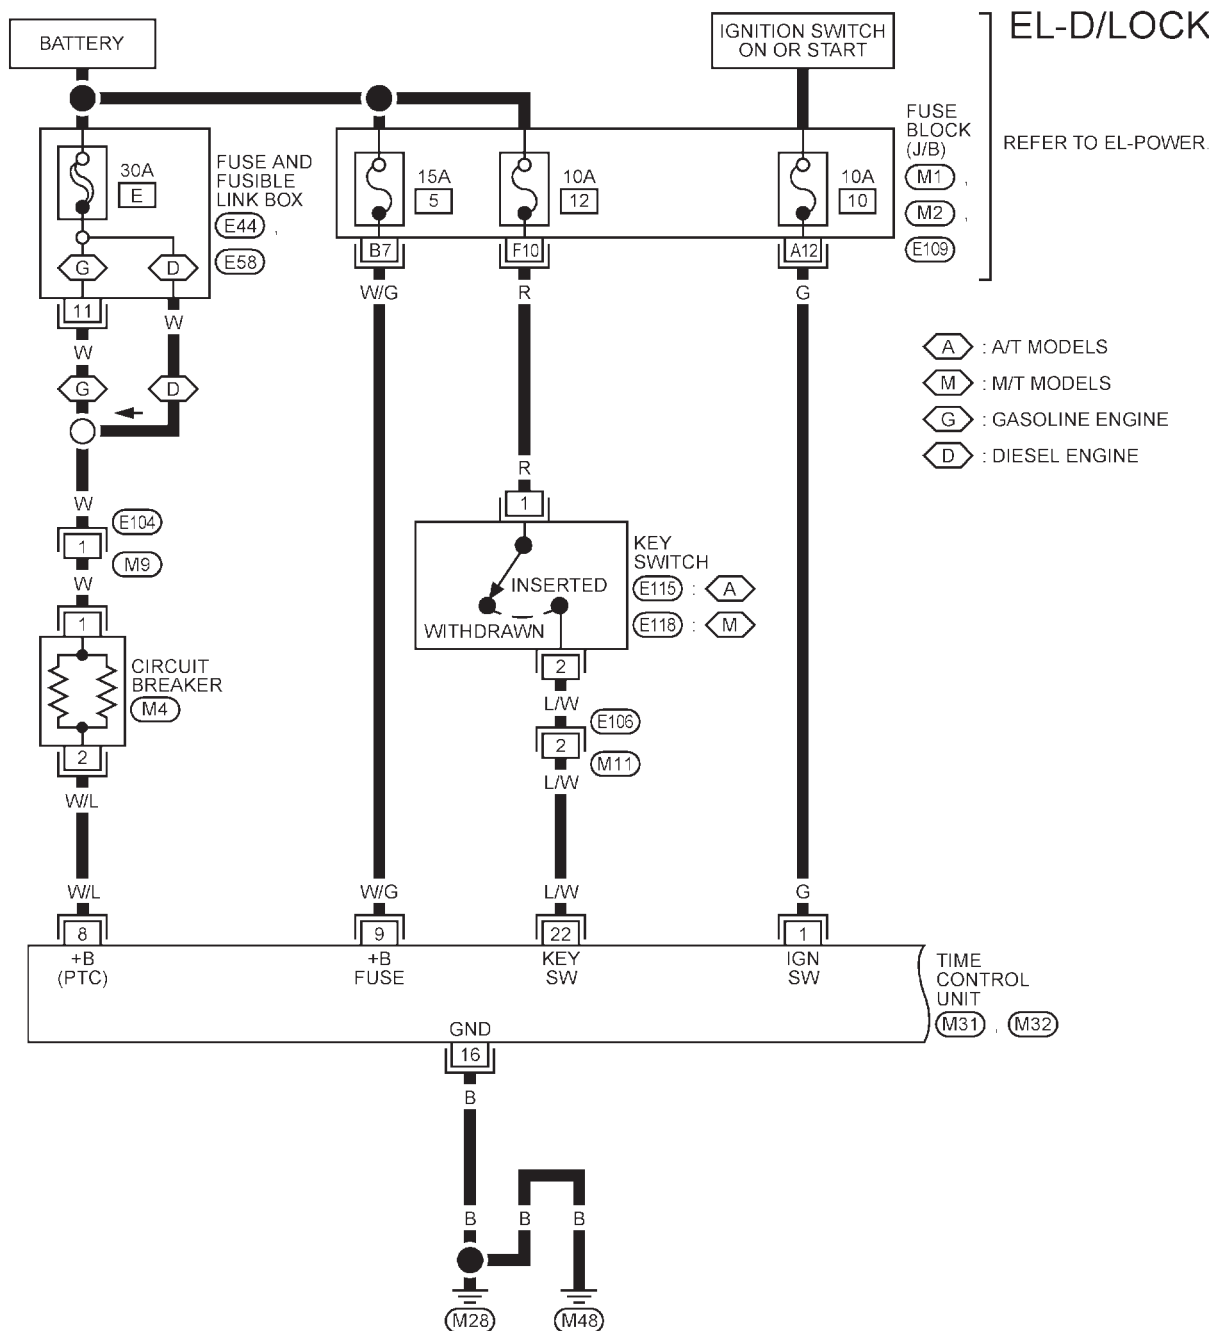 EL-D/LOCK
BATTERY
IGNITION SWITCH
ON OR START
REFER TO EL-POWER.
30A
E
FUSE AND
FUSIBLE
LINK BOX
E44 ,
E58
15A
5
10A
12
10A
10
FUSE
BLOCK
(J/B)
M1 ,
M2 ,
E109
G
D
11
W
W
B7
W/G
F10
R
A12
G
A : A/T MODELS
M : M/T MODELS
G : GASOLINE ENGINE
D : DIESEL ENGINE
G
D
W
E104
1
M9
W
R
1
KEY
SWITCH
E115 : A
E118 : M
INSERTED
WITHDRAWN
2
L/W
E106
2
M11
L/W
1
CIRCUIT
BREAKER
M4
2
W/L
W/L
W/G
L/W
G
8
9
22
1
+B
(PTC)
+B
FUSE
KEY
SW
IGN
SW
TIME
CONTROL
UNIT
M31 , M32
GND
16
B
B
B
B
M28
M48